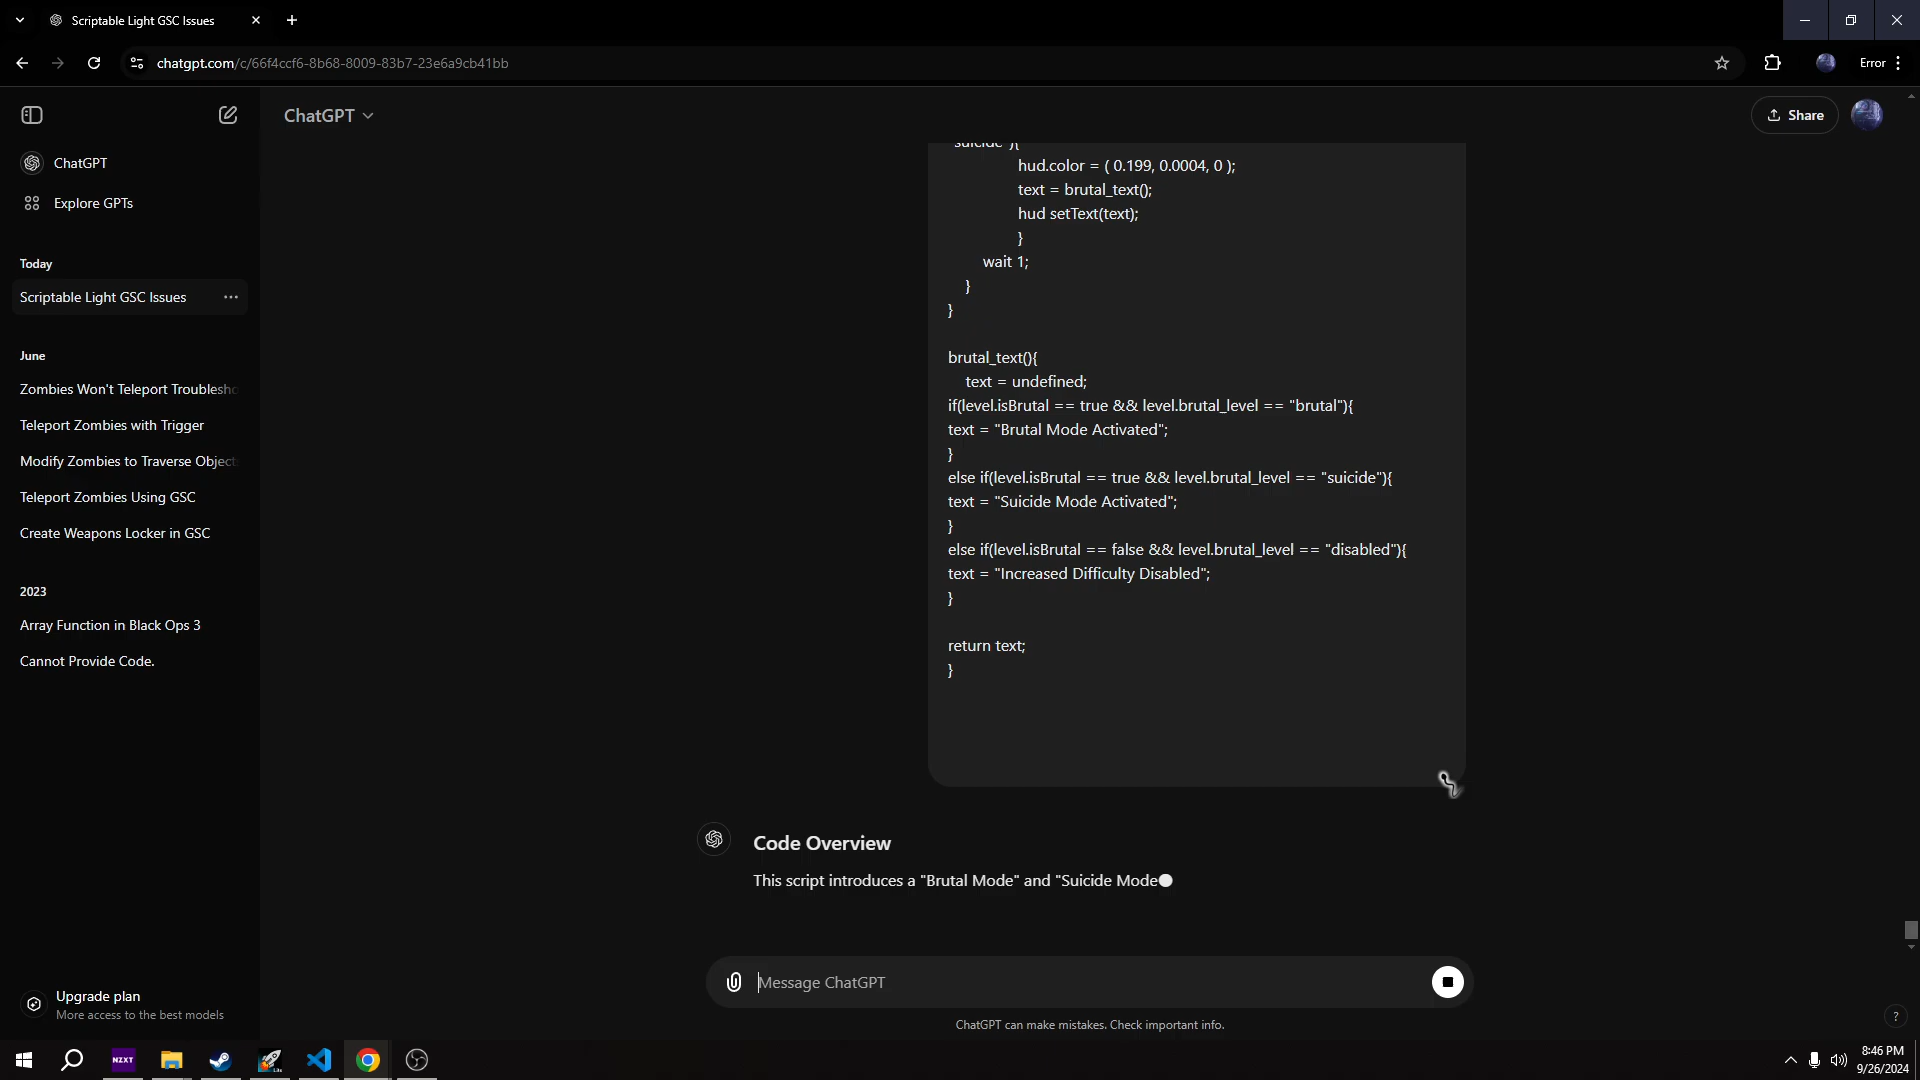 Scriptable Light GSC Issues
chatgpt.com/c/66f4ccf6-8b68-8009-83b7-23e6a9cb41bb
Error
ChatGPT
Share
ChatGPT
Explore GPTs
Today
Scriptable Light GSC Issues
June
Zombies Won't Teleport Troublesho
Teleport Zombies with Trigger
Modify Zombies to Traverse Object
Teleport Zombies Using GSC
Create Weapons Locker in GSC
2023
Array Function in Black Ops 3
Cannot Provide Code.
Upgrade plan
More access to the best models
"suicide"){
hud.color = ( 0.199, 0.0004, 0 );
text = brutal_text();
hud setText(text);
}
wait 1;
}
}
brutal_text(){
text = undefined;
if(level.isBrutal == true && level.brutal_level == "brutal"){
text = "Brutal Mode Activated";
}
else if(level.isBrutal == true && level.brutal_level == "suicide"){
text = "Suicide Mode Activated";
}
else if(level.isBrutal == false && level.brutal_level == "disabled"){
text = "Increased Difficulty Disabled";
}
return text;
}
Code Overview
This script introduces a "Brutal Mode" and "Suicide Mode
Message ChatGPT
ChatGPT can make mistakes. Check important info.
?
NZXT
Lite
8:46 PM
9/26/2024